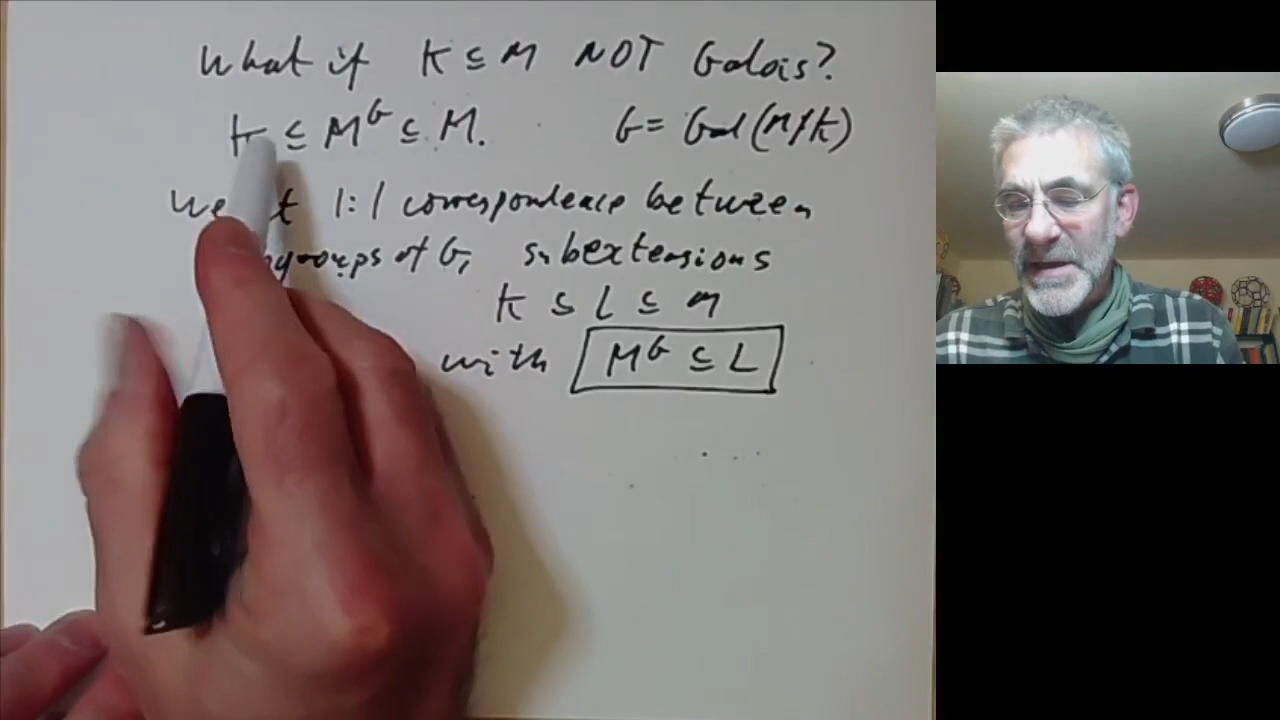 What if K ⊆ M NOT Galois?
K ⊆ M^G ⊆ M. G = Gal(M/K)
1:1 correspondence between
of G, subextensions
K ⊆ L ⊆ M
with M^G ⊆ L